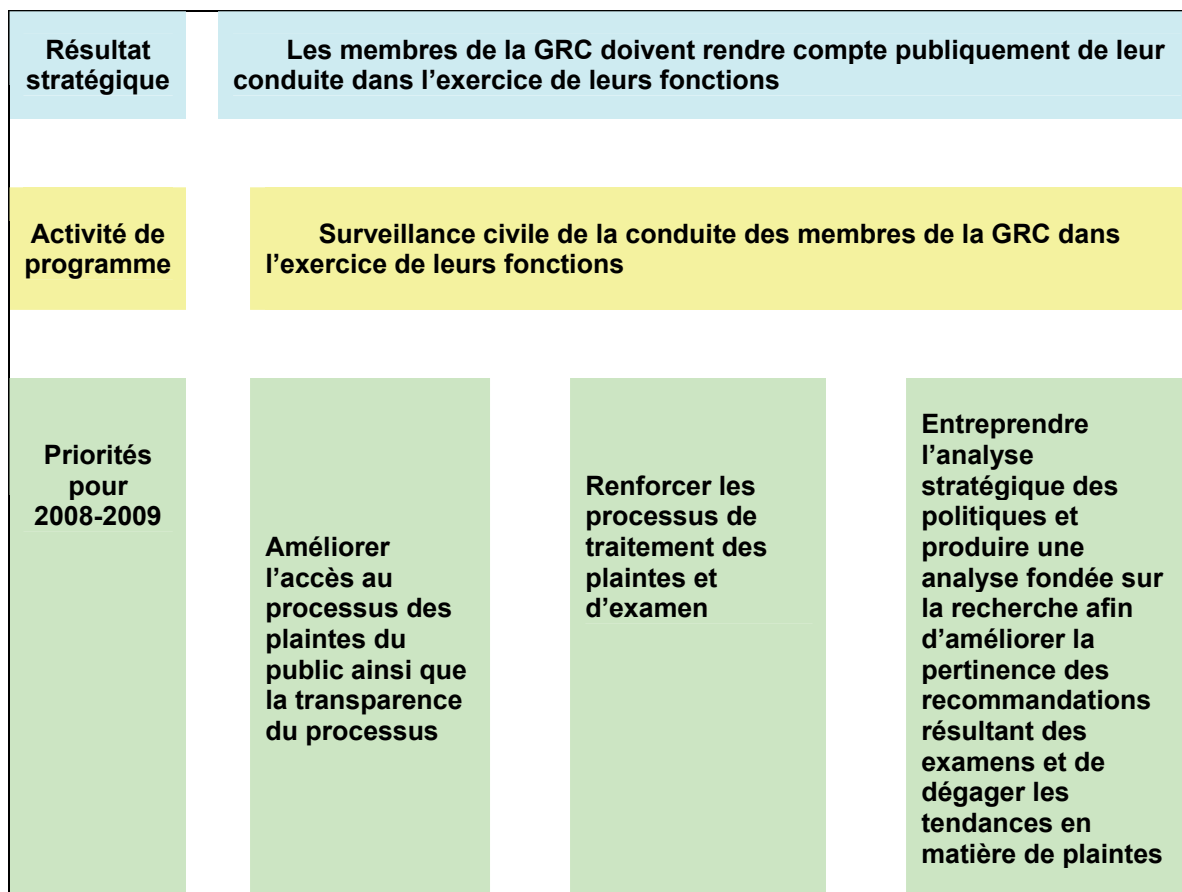 Résultat
stratégique
Les membres de la GRC doivent rendre compte publiquement de leur
conduite dans l’exercice de leurs fonctions
Activité de
programme
Surveillance civile de la conduite des membres de la GRC dans
l’exercice de leurs fonctions
Priorités
pour
2008-2009
Améliorer
l’accès au
processus des
plaintes du
public ainsi que
la transparence
du processus
Renforcer les
processus de
traitement des
plaintes et
d’examen
Entreprendre
l’analyse
stratégique des
politiques et
produire une
analyse fondée sur
la recherche afin
d’améliorer la
pertinence des
recommandations
résultant des
examens et de
dégager les
tendances en
matière de plaintes